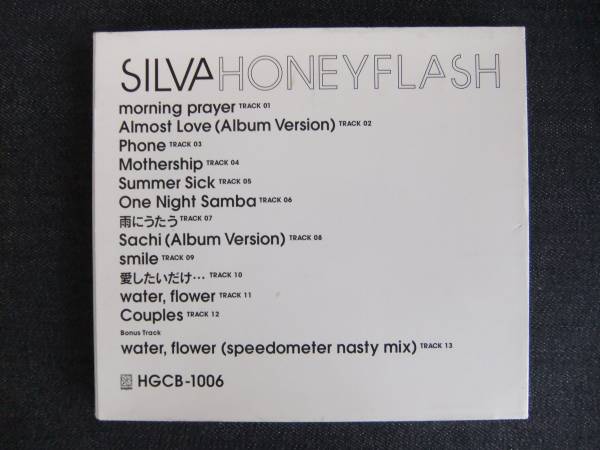 SILVA HONEYFLASH
morning prayer TRACK 01
Almost Love (Album Version) TRACK 02
Phone TRACK 03
Mothership TRACK 04
Summer Sick TRACK 05
One Night Samba TRACK 06
雨にうたう TRACK 07
Sachi (Album Version) TRACK 08
smile TRACK 09
愛したいだけ… TRACK 10
water, flower TRACK 11
Couples TRACK 12
Bonus Track
water, flower (speedometer nasty mix) TRACK 13
HGCB-1006